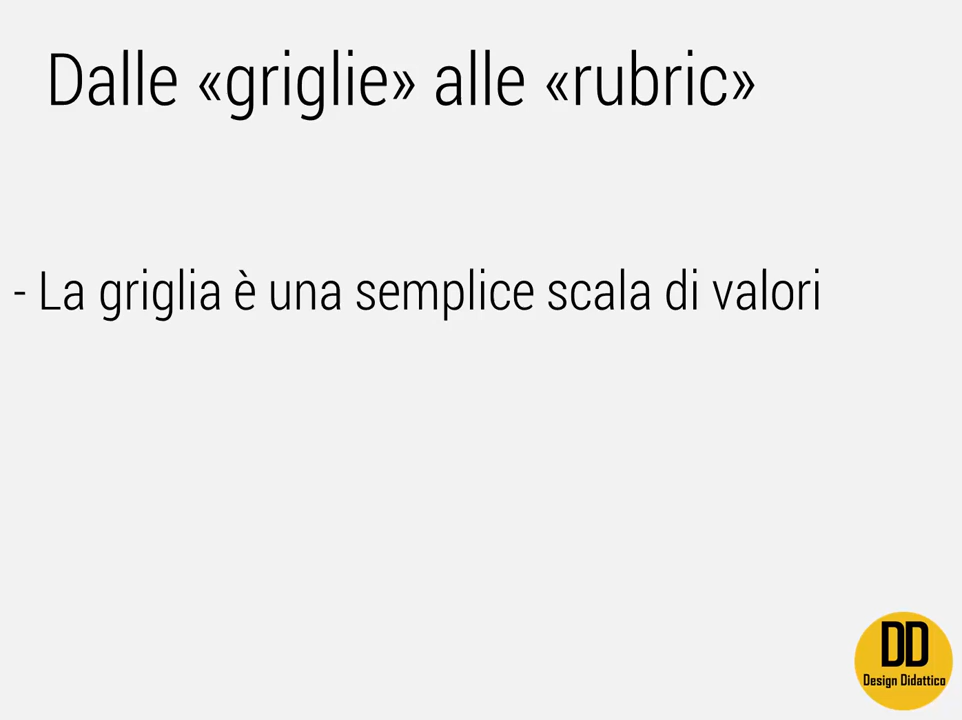 Dalle «griglie» alle «rubric»
- La griglia è una semplice scala di valori
DD
Design Didattico